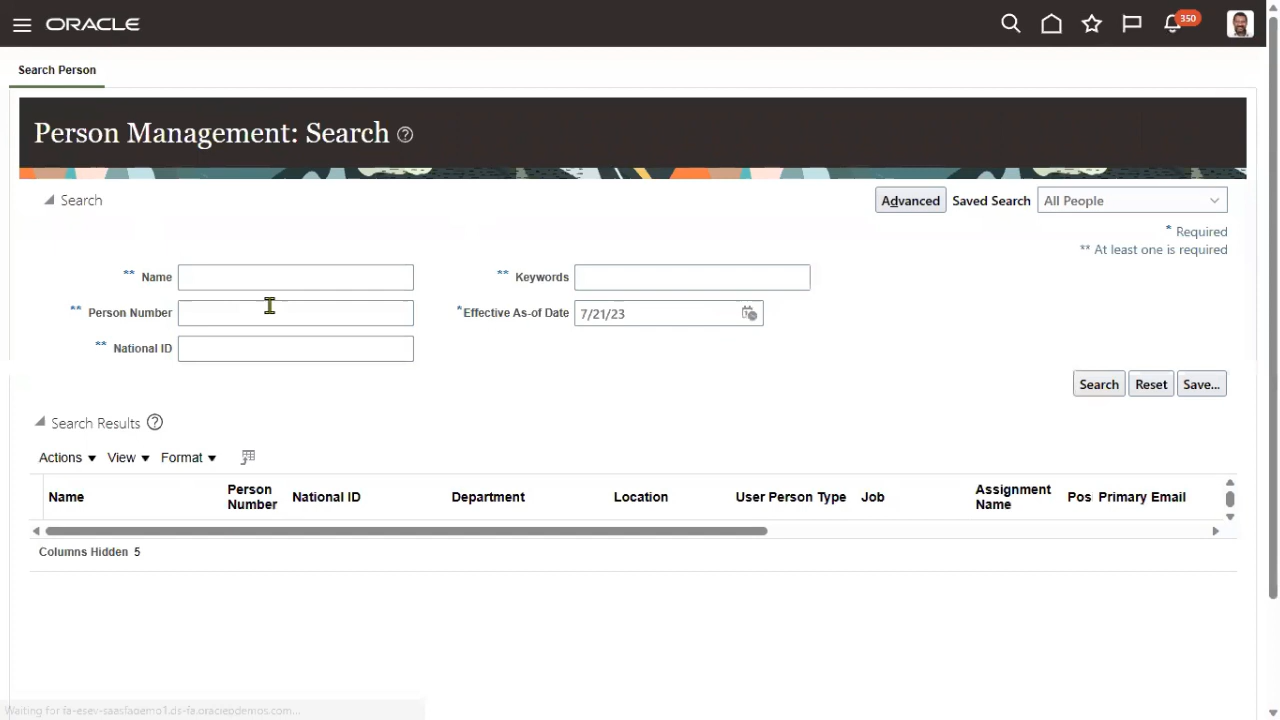 ORACLE
350
Search Person
Person Management: Search ?
Search
Advanced Saved Search All People
* Required
** At least one is required
** Name
** Keywords
** Person Number
*Effective As-of Date 7/21/23
** National ID
Search Reset Save...
Search Results ?
Actions View Format
Name Person Number National ID Department Location User Person Type Job Assignment Name Pos Primary Email
Columns Hidden 5